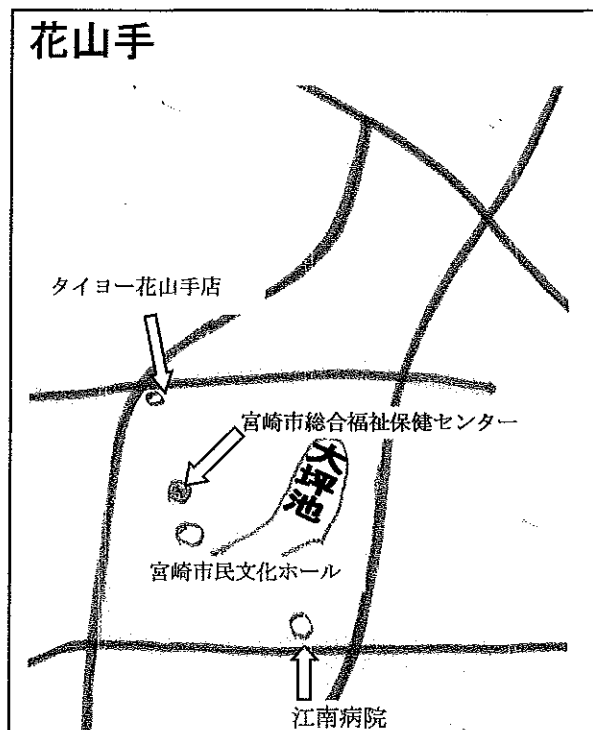 花山手
タイヨー花山手店
宮崎市総合福祉保健センター
大坪池
宮崎市民文化ホール
江南病院